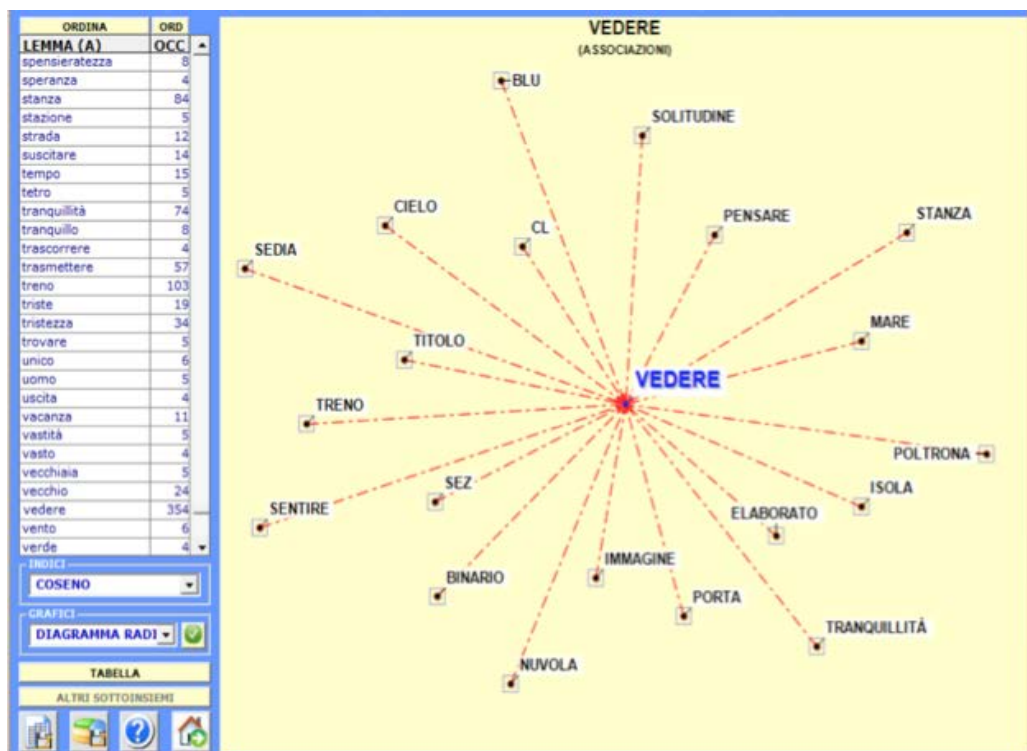 ORDINA ORD
LEMMA (A) OCC
spensieratezza 8
speranza 4
stanza 84
stazione 5
strada 12
suscitare 14
tempo 15
tetro 5
tranquillità 74
tranquillo 8
trascorrere 4
trasmettere 57
treno 103
triste 19
tristezza 34
trovare 5
unico 6
uomo 5
uscita 4
vacanza 11
vastità 5
vasto 4
vecchiaia 5
vecchio 24
vedere 354
vento 6
verde 4
INDICI
COSENO
GRAFICI
DIAGRAMMA RADI
TABELLA
ALTRI SOTTOINSIEMI
VEDERE
(ASSOCIAZIONI)
BLU
SOLITUDINE
CIELO
CL
PENSARE
STANZA
SEDIA
TITOLO
MARE
VEDERE
TRENO
POLTRONA
SENTIRE
SEZ
ISOLA
ELABORATO
BINARIO
IMMAGINE
PORTA
TRANQUILLITÀ
NUVOLA